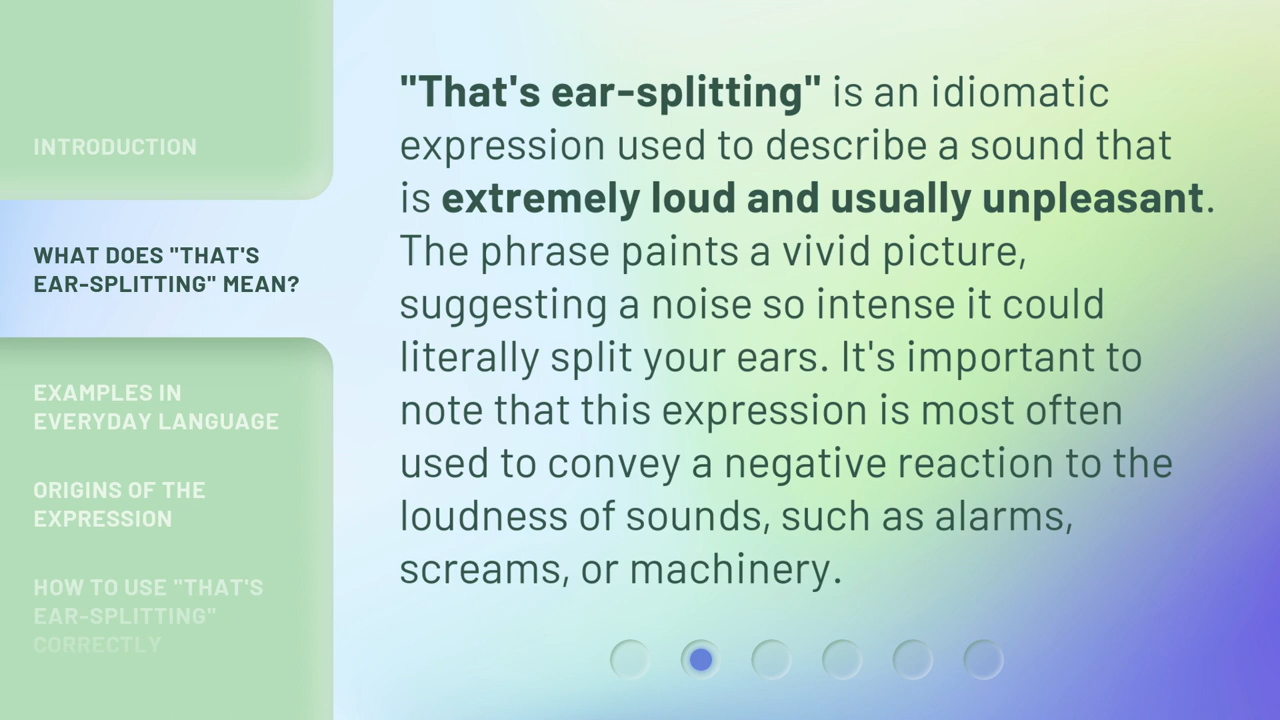 INTRODUCTION
WHAT DOES "THAT'S
EAR-SPLITTING" MEAN?
EXAMPLES IN
EVERYDAY LANGUAGE
ORIGINS OF THE
EXPRESSION
HOW TO USE "THAT'S
EAR-SPLITTING"
CORRECTLY
"That's ear-splitting" is an idiomatic
expression used to describe a sound that
is extremely loud and usually unpleasant.
The phrase paints a vivid picture,
suggesting a noise so intense it could
literally split your ears. It's important to
note that this expression is most often
used to convey a negative reaction to the
loudness of sounds, such as alarms,
screams, or machinery.